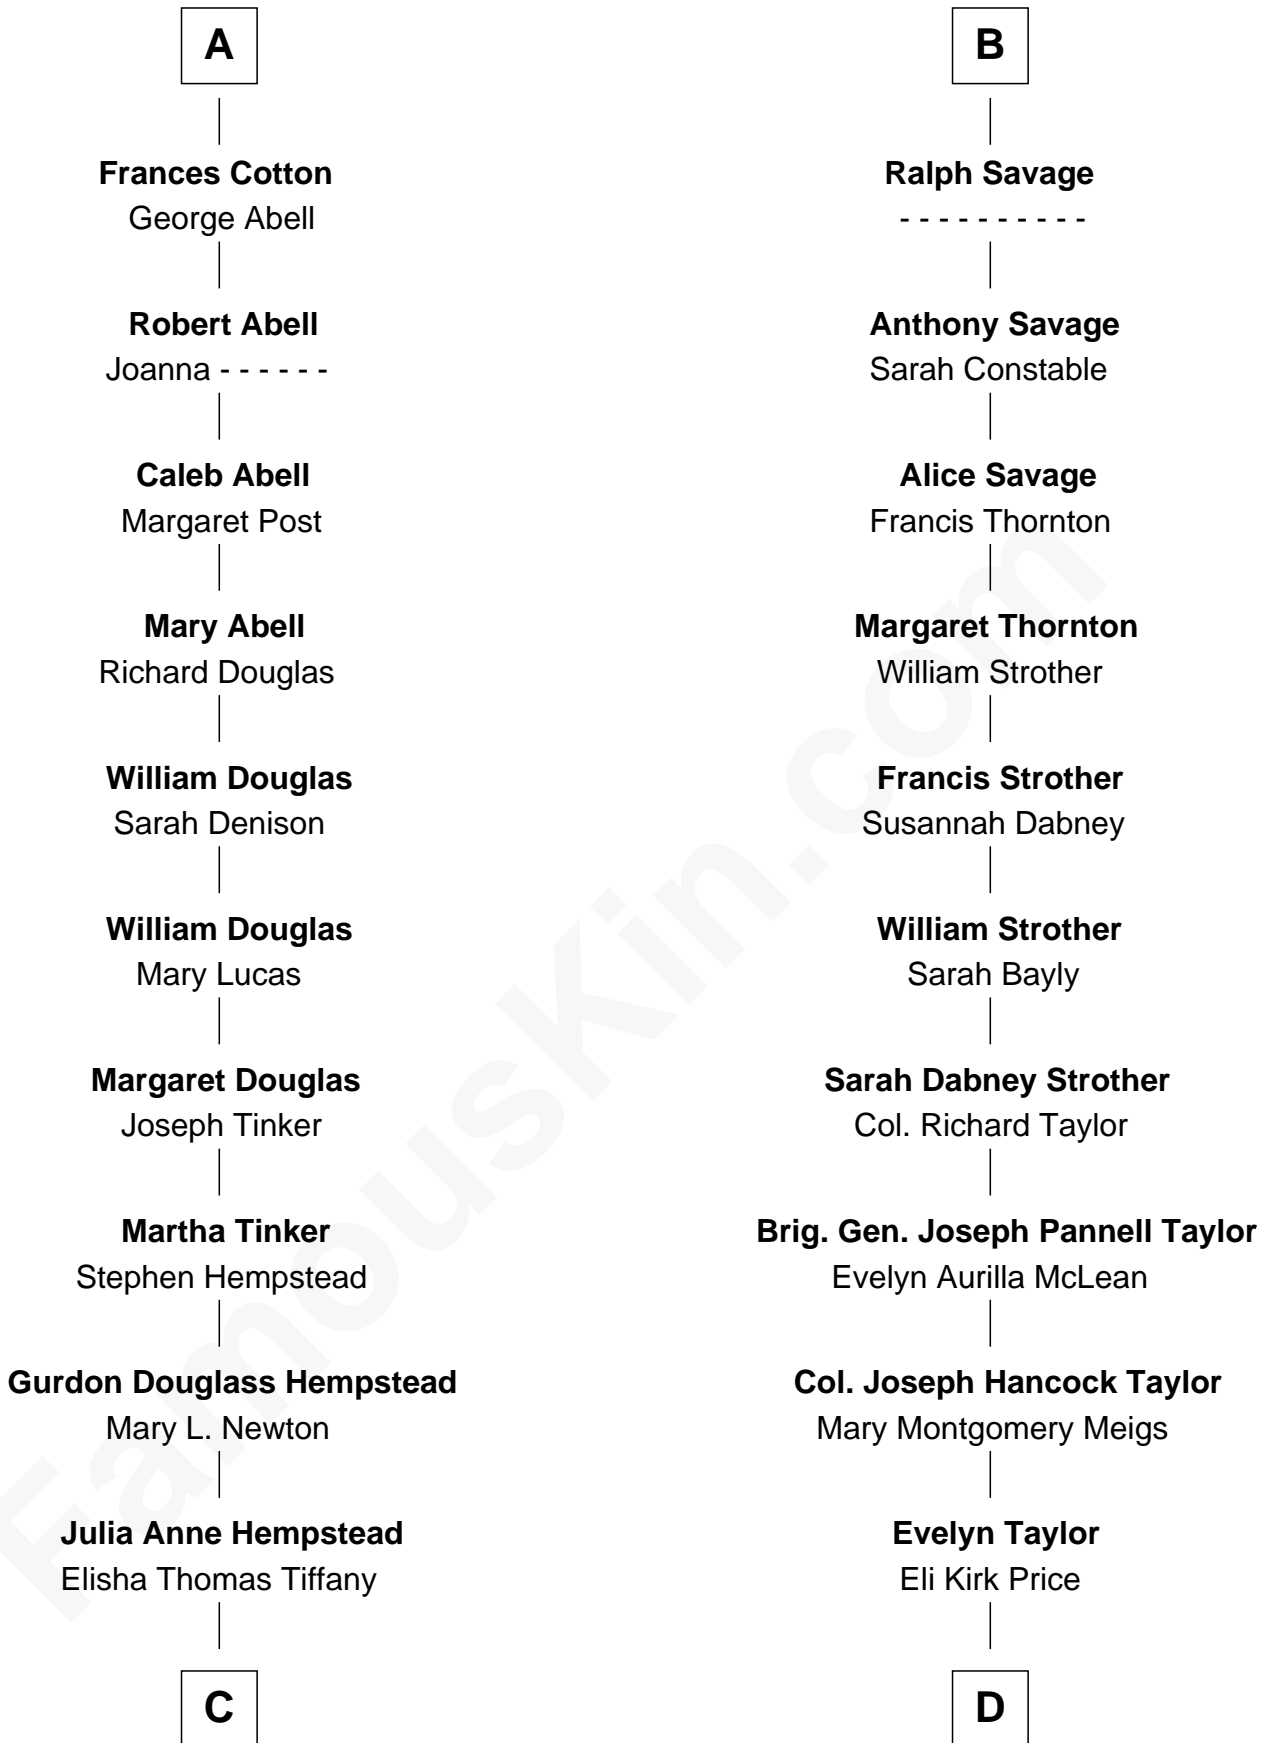 A
Frances Cotton
George Abell
Robert Abell
Joanna - - - - - -
Caleb Abell
Margaret Post
Mary Abell
Richard Douglas
William Douglas
Sarah Denison
William Douglas
Mary Lucas
Margaret Douglas
Joseph Tinker
Martha Tinker
Stephen Hempstead
Gurdon Douglass Hempstead
Mary L. Newton
Julia Anne Hempstead
Elisha Thomas Tiffany
C
B
Ralph Savage
- - - - - - - - - -
Anthony Savage
Sarah Constable
Alice Savage
Francis Thornton
Margaret Thornton
William Strother
Francis Strother
Susannah Dabney
William Strother
Sarah Bayly
Sarah Dabney Strother
Col. Richard Taylor
Brig. Gen. Joseph Pannell Taylor
Evelyn Aurilla McLean
Col. Joseph Hancock Taylor
Mary Montgomery Meigs
Evelyn Taylor
Eli Kirk Price
D
FamousKin.com